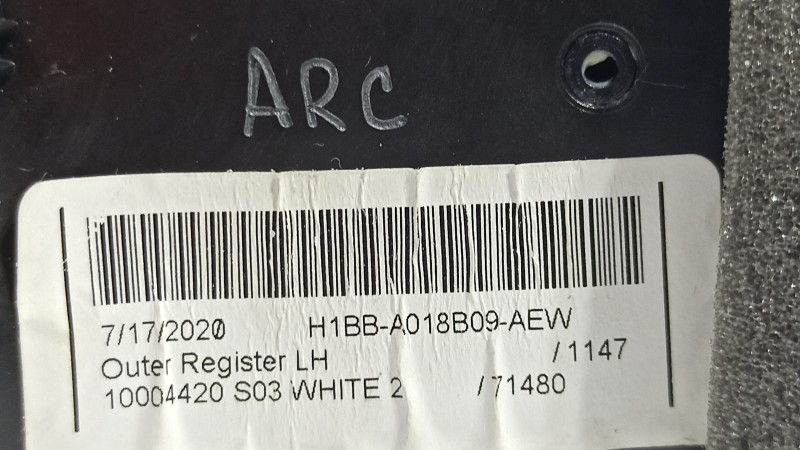 ARC
7/17/2020 H1BB-A018B09-AEW
Outer Register LH /1147
10004420 S03 WHITE 2 /71480